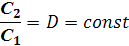 C₂/C₁ = D = const